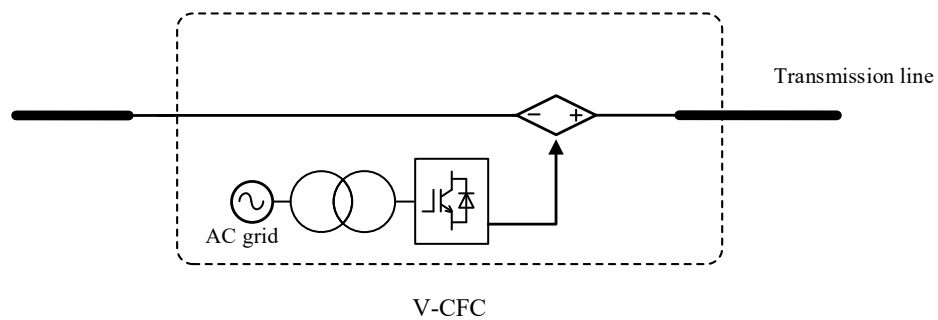 Transmission line
− +
AC grid
V-CFC